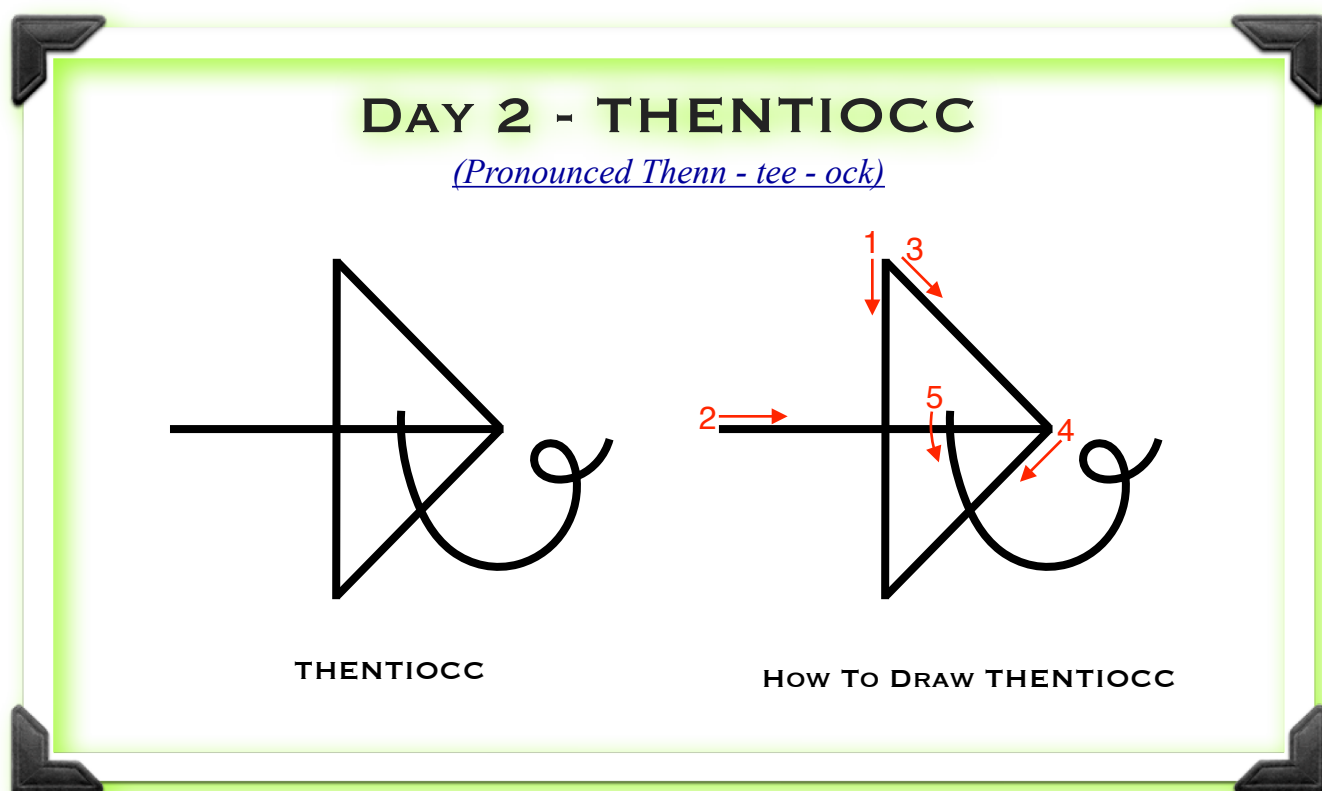 Day 2 - THENTIOCC
(Pronounced Thenn - tee - ock)
1
3
2
5
4
THENTIOCC
How To Draw THENTIOCC